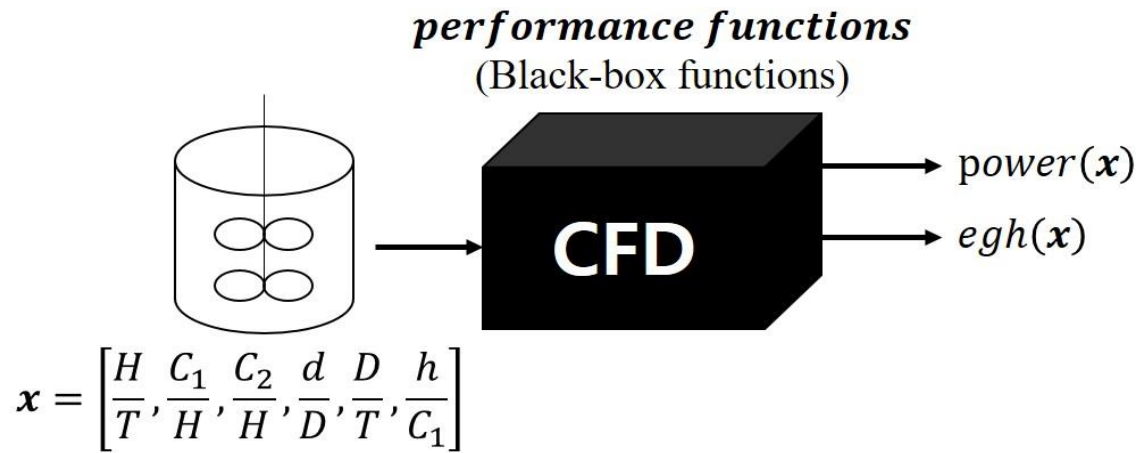 performance functions
(Black-box functions)
CFD
power(x)
egh(x)
x = [H/T, C₁/H, C₂/H, d/D, D/T, h/C₁]